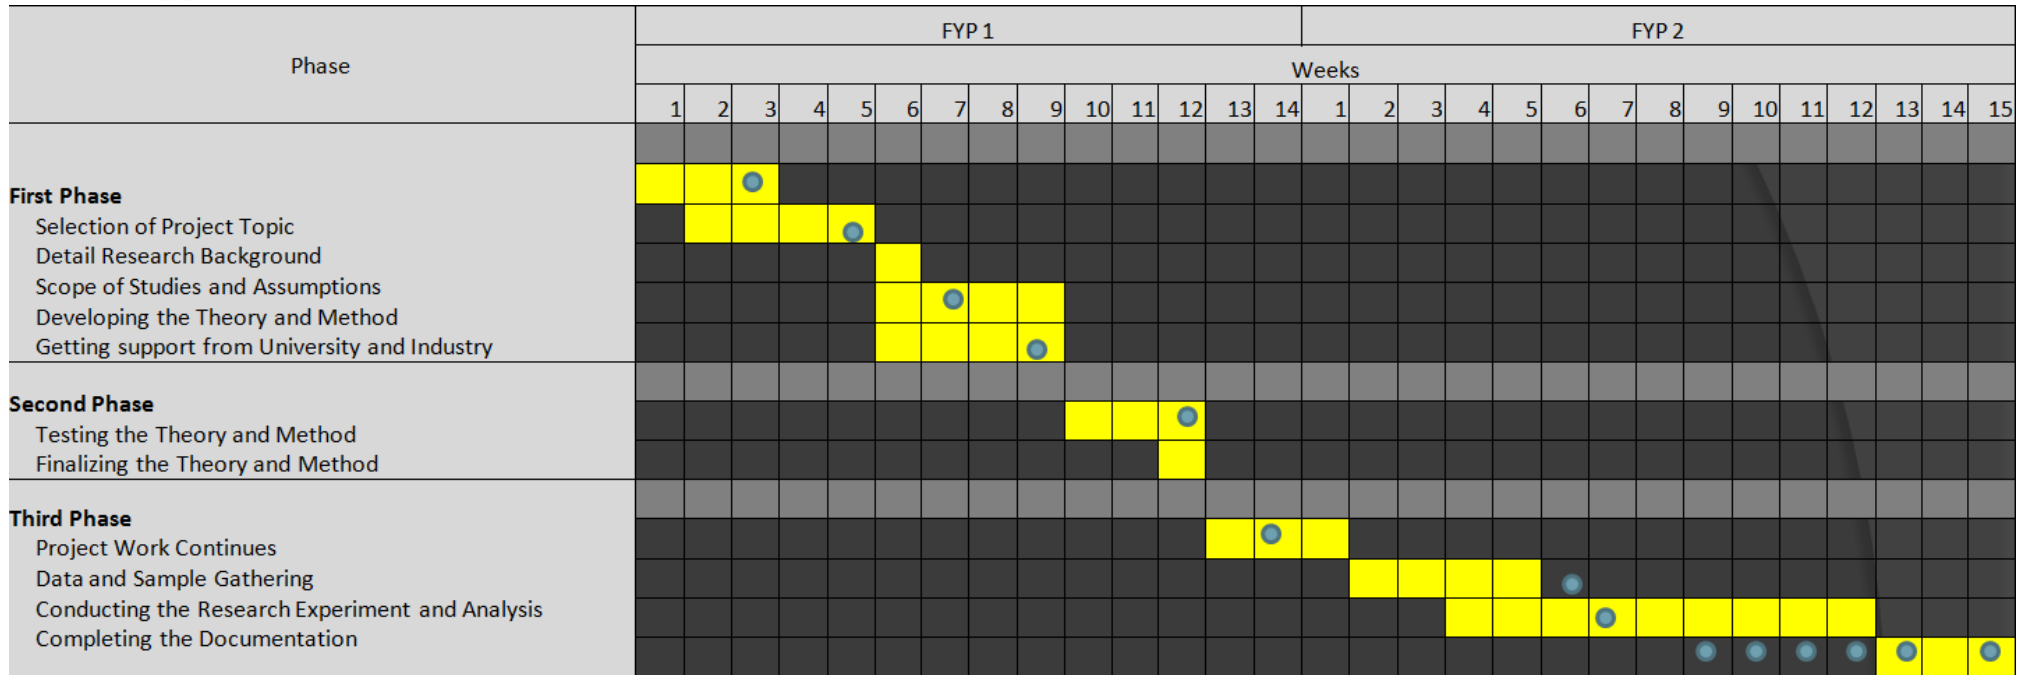 FYP 1 FYP 2
Phase
Weeks
1 2 3 4 5 6 7 8 9 10 11 12 13 14 1 2 3 4 5 6 7 8 9 10 11 12 13 14 15
First Phase
Selection of Project Topic
Detail Research Background
Scope of Studies and Assumptions
Developing the Theory and Method
Getting support from University and Industry
Second Phase
Testing the Theory and Method
Finalizing the Theory and Method
Third Phase
Project Work Continues
Data and Sample Gathering
Conducting the Research Experiment and Analysis
Completing the Documentation